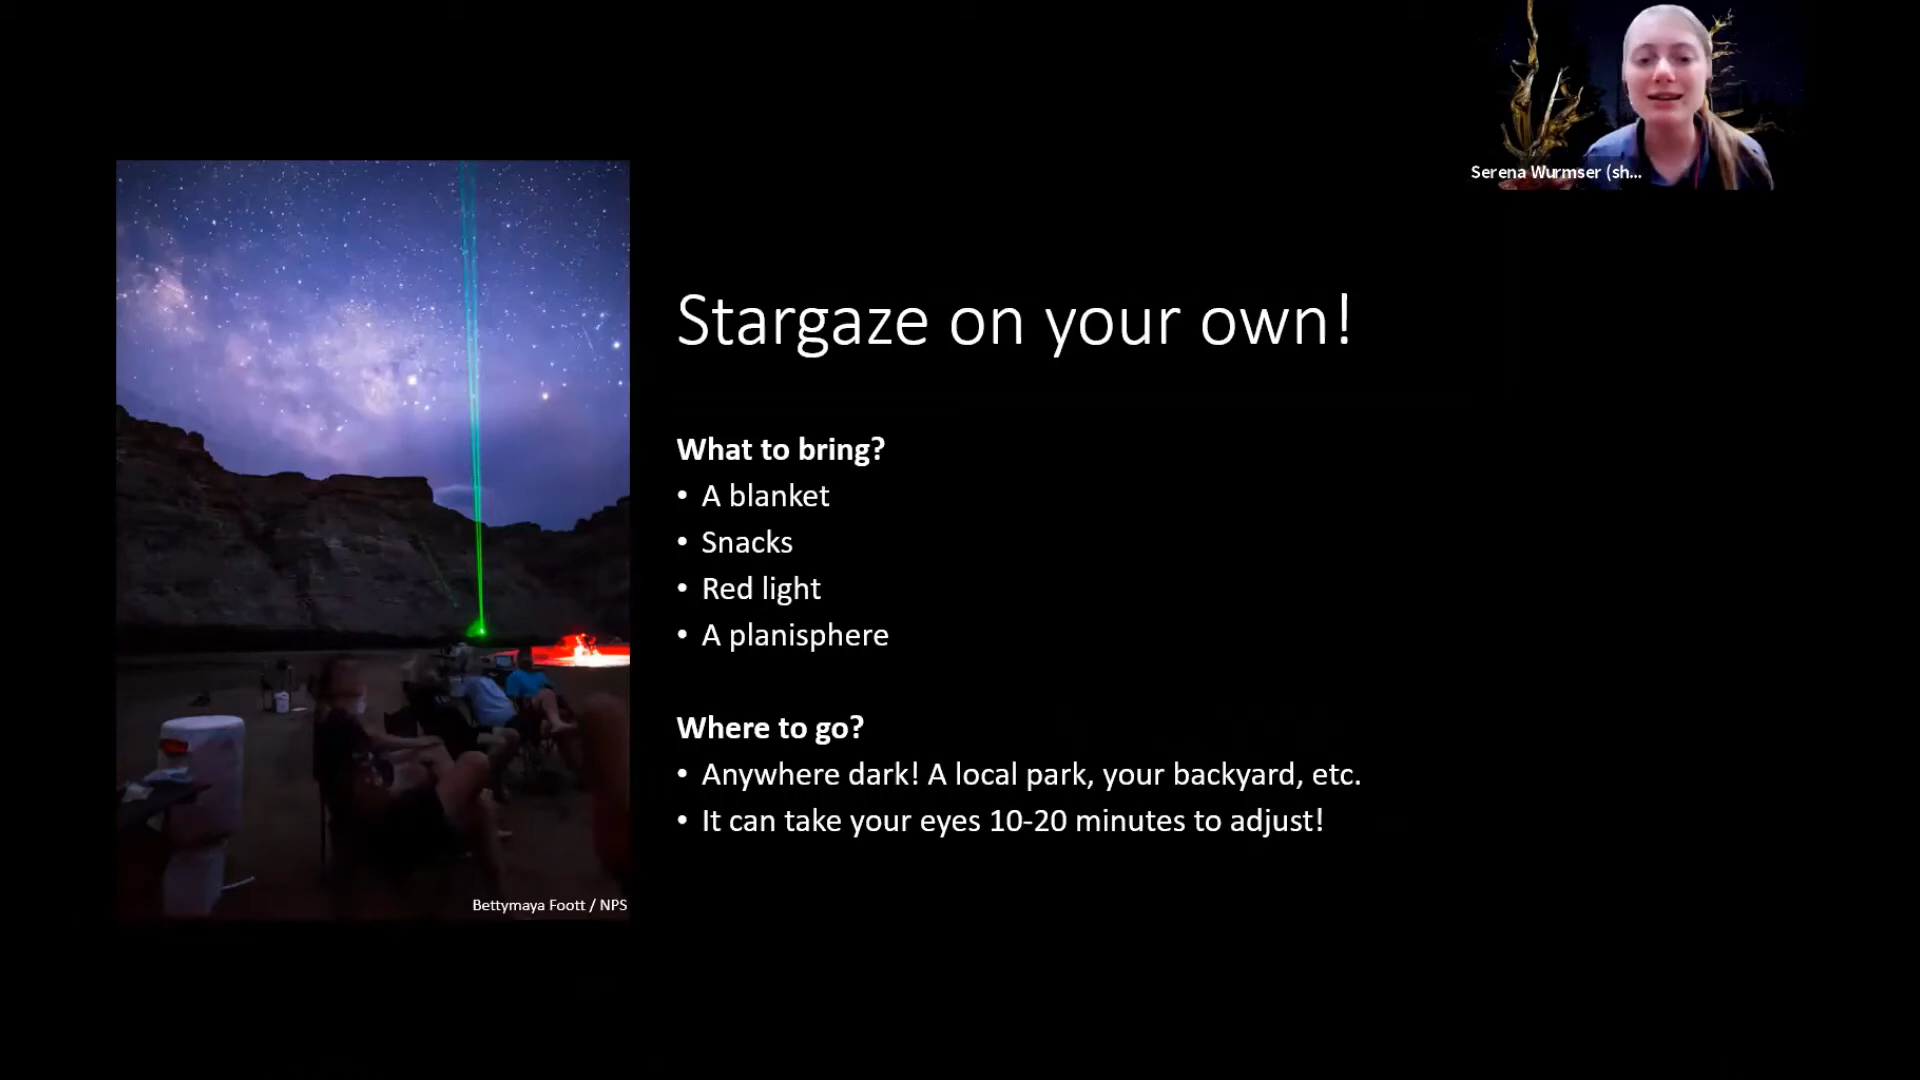 Serena Wurmser (sh...
Stargaze on your own!
What to bring?
• A blanket
• Snacks
• Red light
• A planisphere
Where to go?
• Anywhere dark! A local park, your backyard, etc.
• It can take your eyes 10-20 minutes to adjust!
Bettymaya Foott / NPS